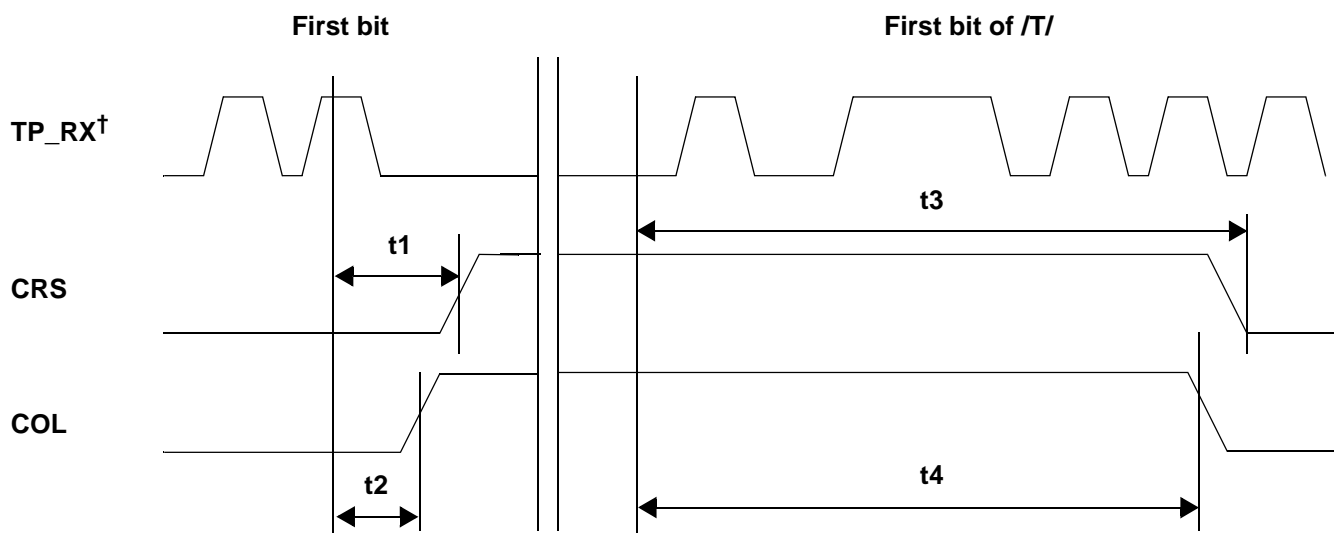 First bit
First bit of /T/
TP_RX†
t3
t1
CRS
COL
t2
t4